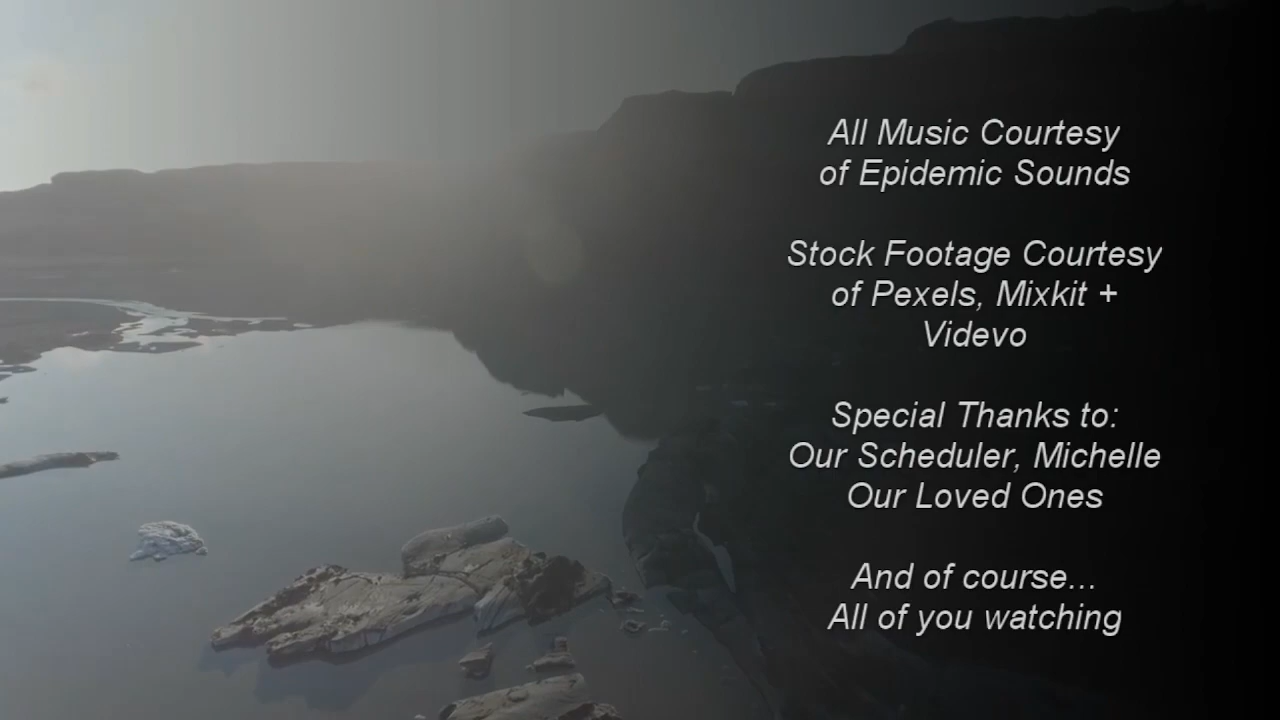 All Music Courtesy
of Epidemic Sounds
Stock Footage Courtesy
of Pexels, Mixkit +
Videvo
Special Thanks to:
Our Scheduler, Michelle
Our Loved Ones
And of course...
All of you watching